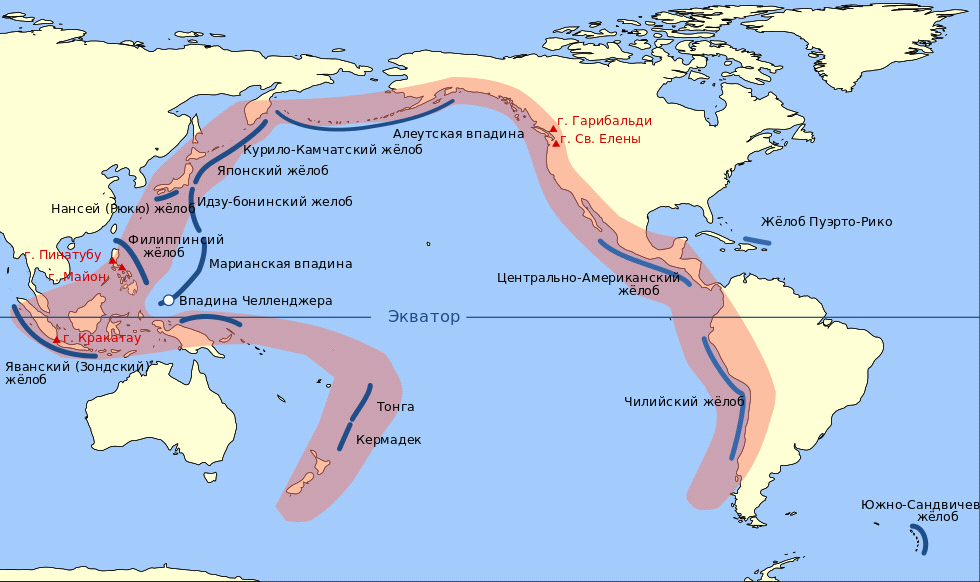 г. Гарибальди
Алеутская впадина
г. Св. Елены
Курило-Камчатский жёлоб
Японский жёлоб
Идзу-бонинский желоб
Нансей (Рюкю) жёлоб
Жёлоб Пуэрто-Рико
Филиппинсий
жёлоб
г. Пинатубу
Марианская впадина
г. Майон
Центрально-Американский
жёлоб
Впадина Челленджера
Экватор
г. Кракатау
Яванский (Зондский)
жёлоб
Чилийский жёлоб
Тонга
Кермадек
Южно-Сандвичев
жёлоб